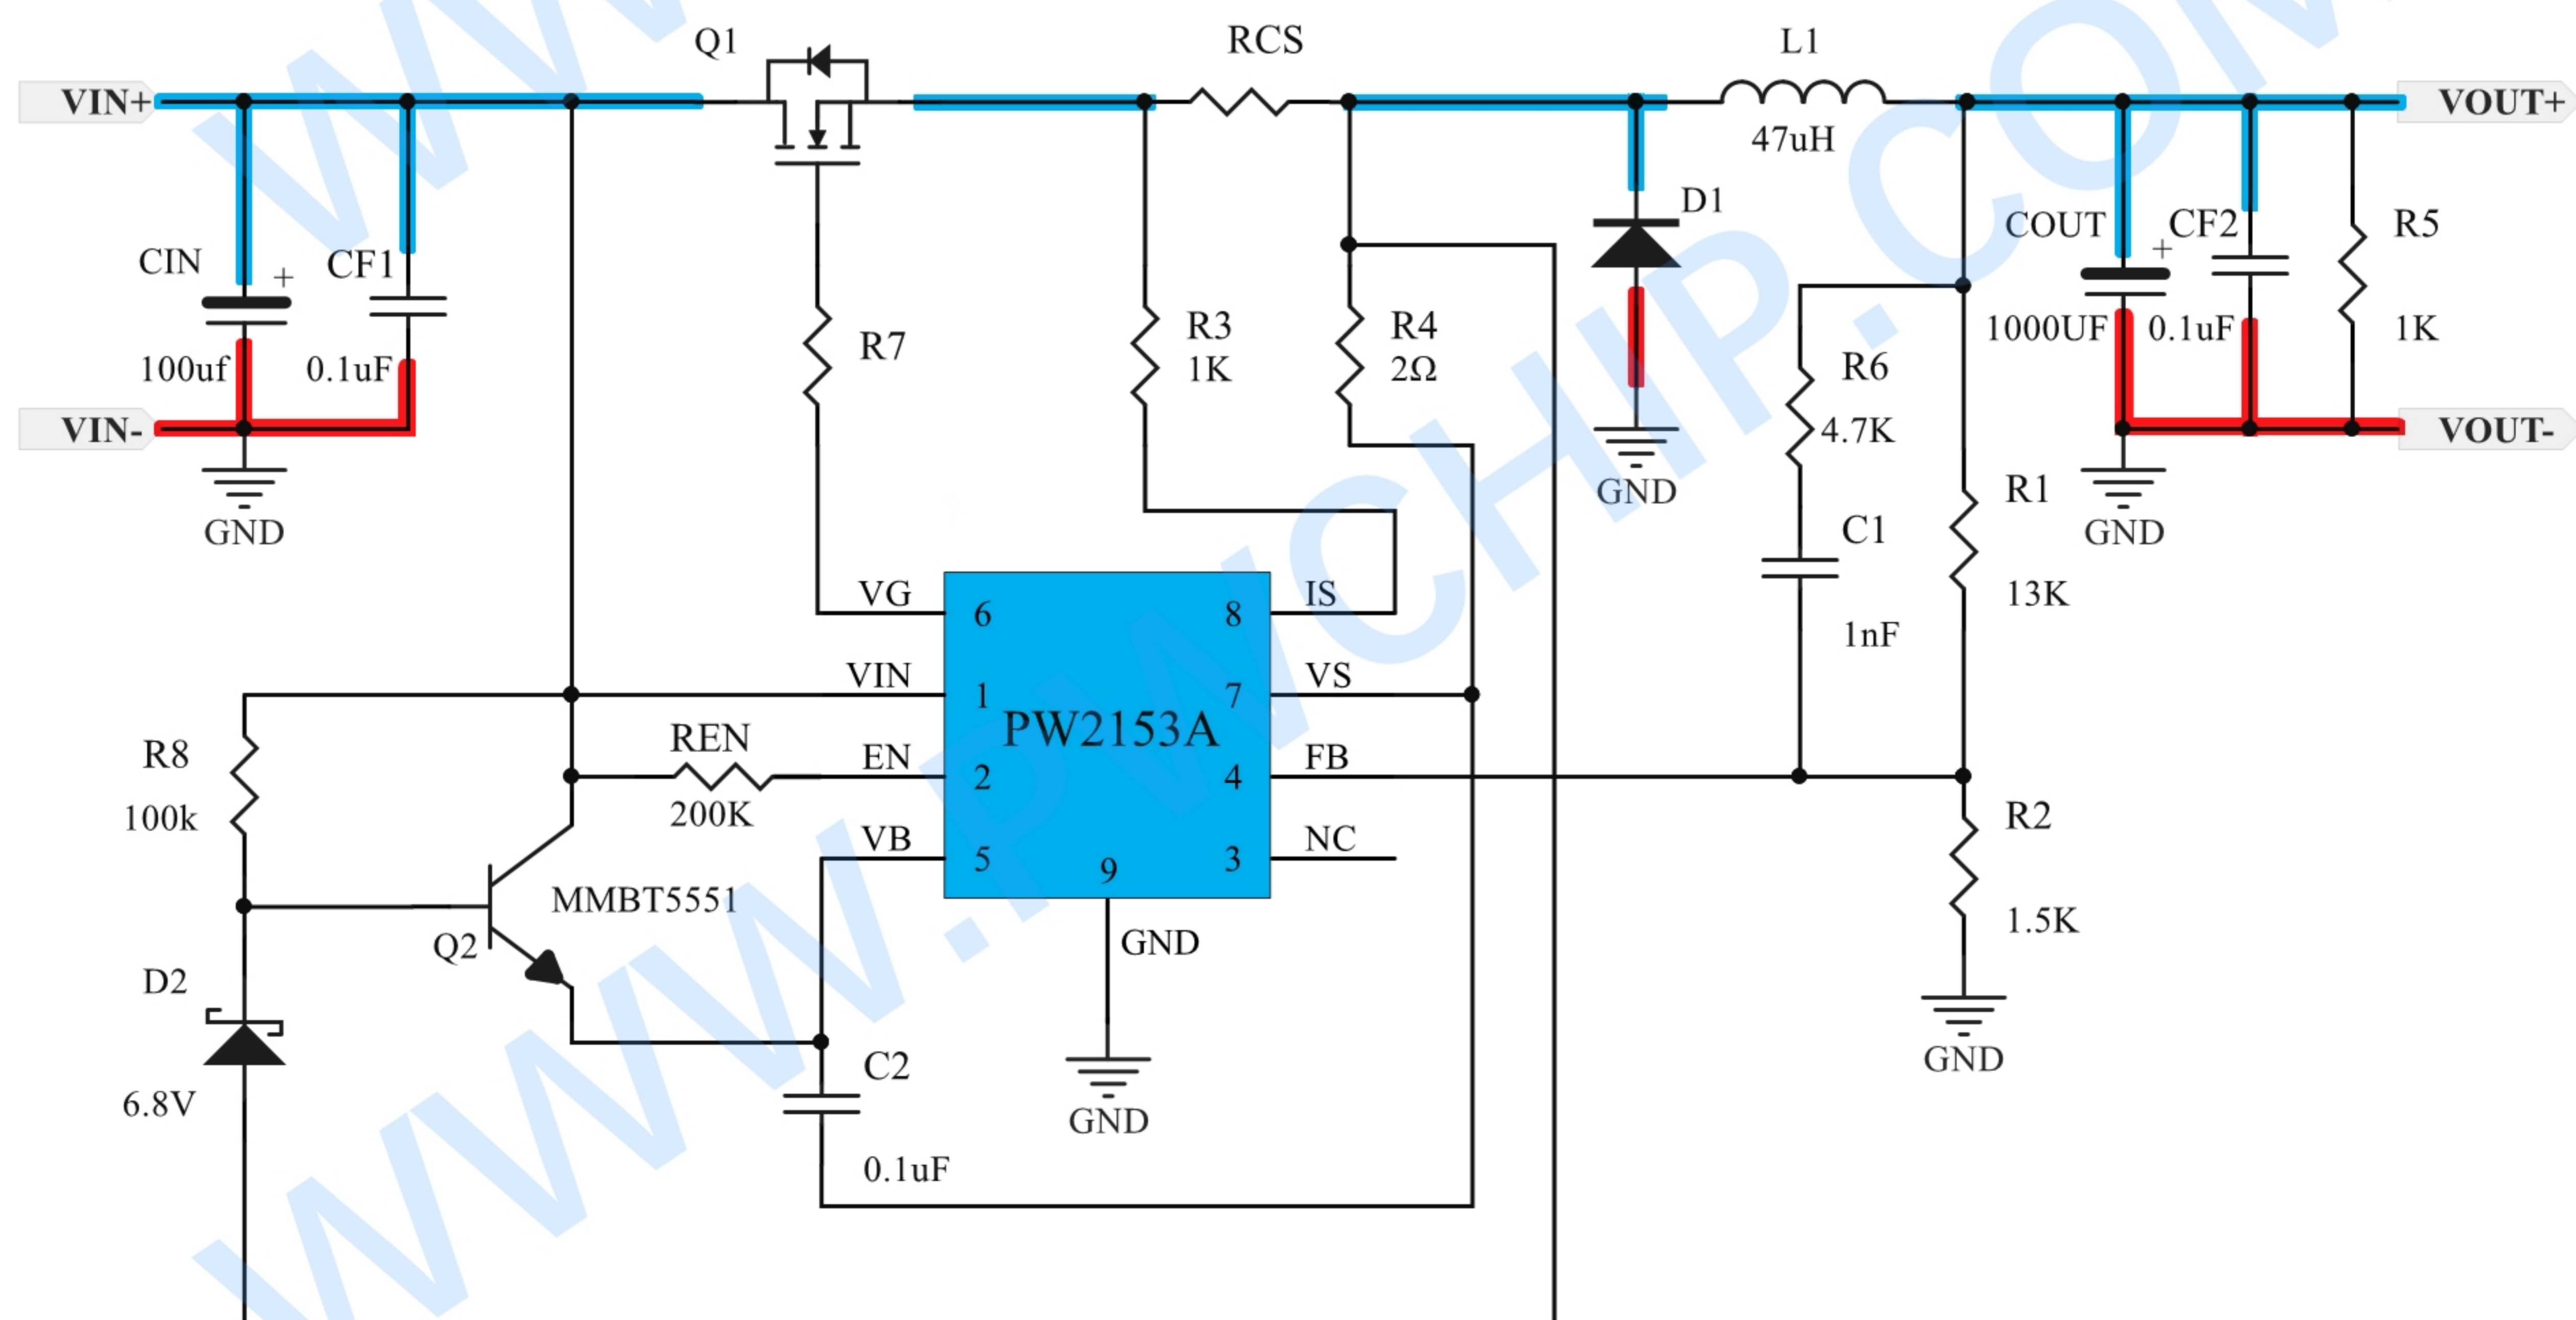 Q1
RCS
L1
VIN+
VOUT+
47uH
D1
COUT
+
CF2
R5
CIN
+
CF1
1000UF
0.1uF
1K
R7
R3
1K
R4
2Ω
R6
4.7K
100uf
0.1uF
VIN-
VOUT-
GND
GND
GND
R1
13K
C1
1nF
VG
6
8
IS
VIN
1
7
VS
PW2153A
R8
100k
REN
200K
EN
2
4
FB
VB
5
9
3
NC
R2
1.5K
MMBT5551
Q2
GND
D2
6.8V
C2
0.1uF
GND
GND
WWW.PWCHIP.COM